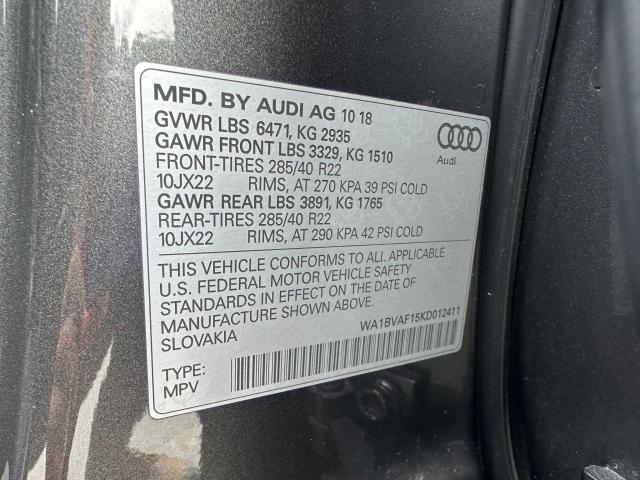 MFD. BY AUDI AG 10 18
GVWR LBS 6471, KG 2935
GAWR FRONT LBS 3329, KG 1510
FRONT-TIRES 285/40 R22
10JX22 RIMS, AT 270 KPA 39 PSI COLD
GAWR REAR LBS 3891, KG 1765
REAR-TIRES 285/40 R22
10JX22 RIMS, AT 290 KPA 42 PSI COLD
Audi
THIS VEHICLE CONFORMS TO ALL APPLICABLE
U.S. FEDERAL MOTOR VEHICLE SAFETY
STANDARDS IN EFFECT ON THE DATE OF
MANUFACTURE SHOWN ABOVE.
SLOVAKIA
WA1BVAF15KD012411
TYPE:
MPV